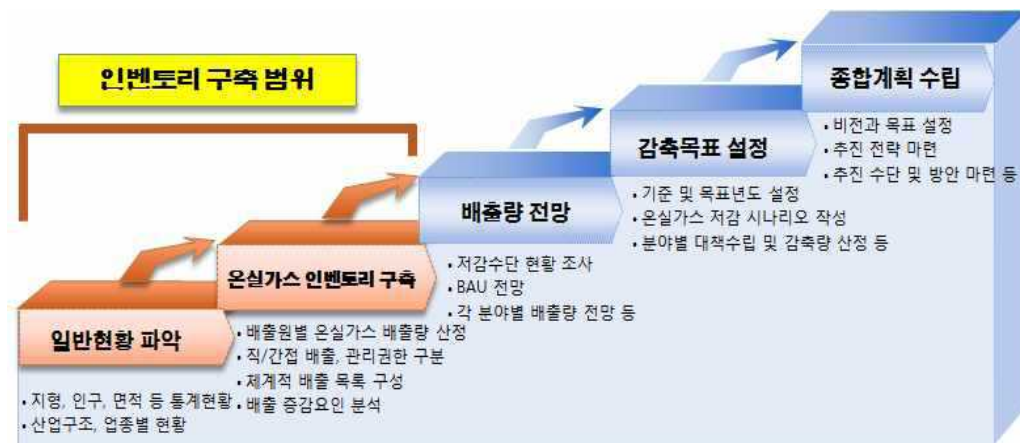 인벤토리 구축 범위
일반현황 파악
• 지형, 인구, 면적 등 통계현황
• 산업구조, 업종별 현황
온실가스 인벤토리 구축
• 배출원별 온실가스 배출량 산정
• 직/간접 배출, 관리권한 구분
• 체계적 배출 목록 구성
• 배출 증감요인 분석
배출량 전망
• 저감수단 현황 조사
• BAU 전망
• 각 분야별 배출량 전망 등
감축목표 설정
• 기준 및 목표년도 설정
• 온실가스 저감 시나리오 작성
• 분야별 대책수립 및 감축량 산정 등
종합계획 수립
• 비전과 목표 설정
• 추진 전략 마련
• 추진 수단 및 방안 마련 등